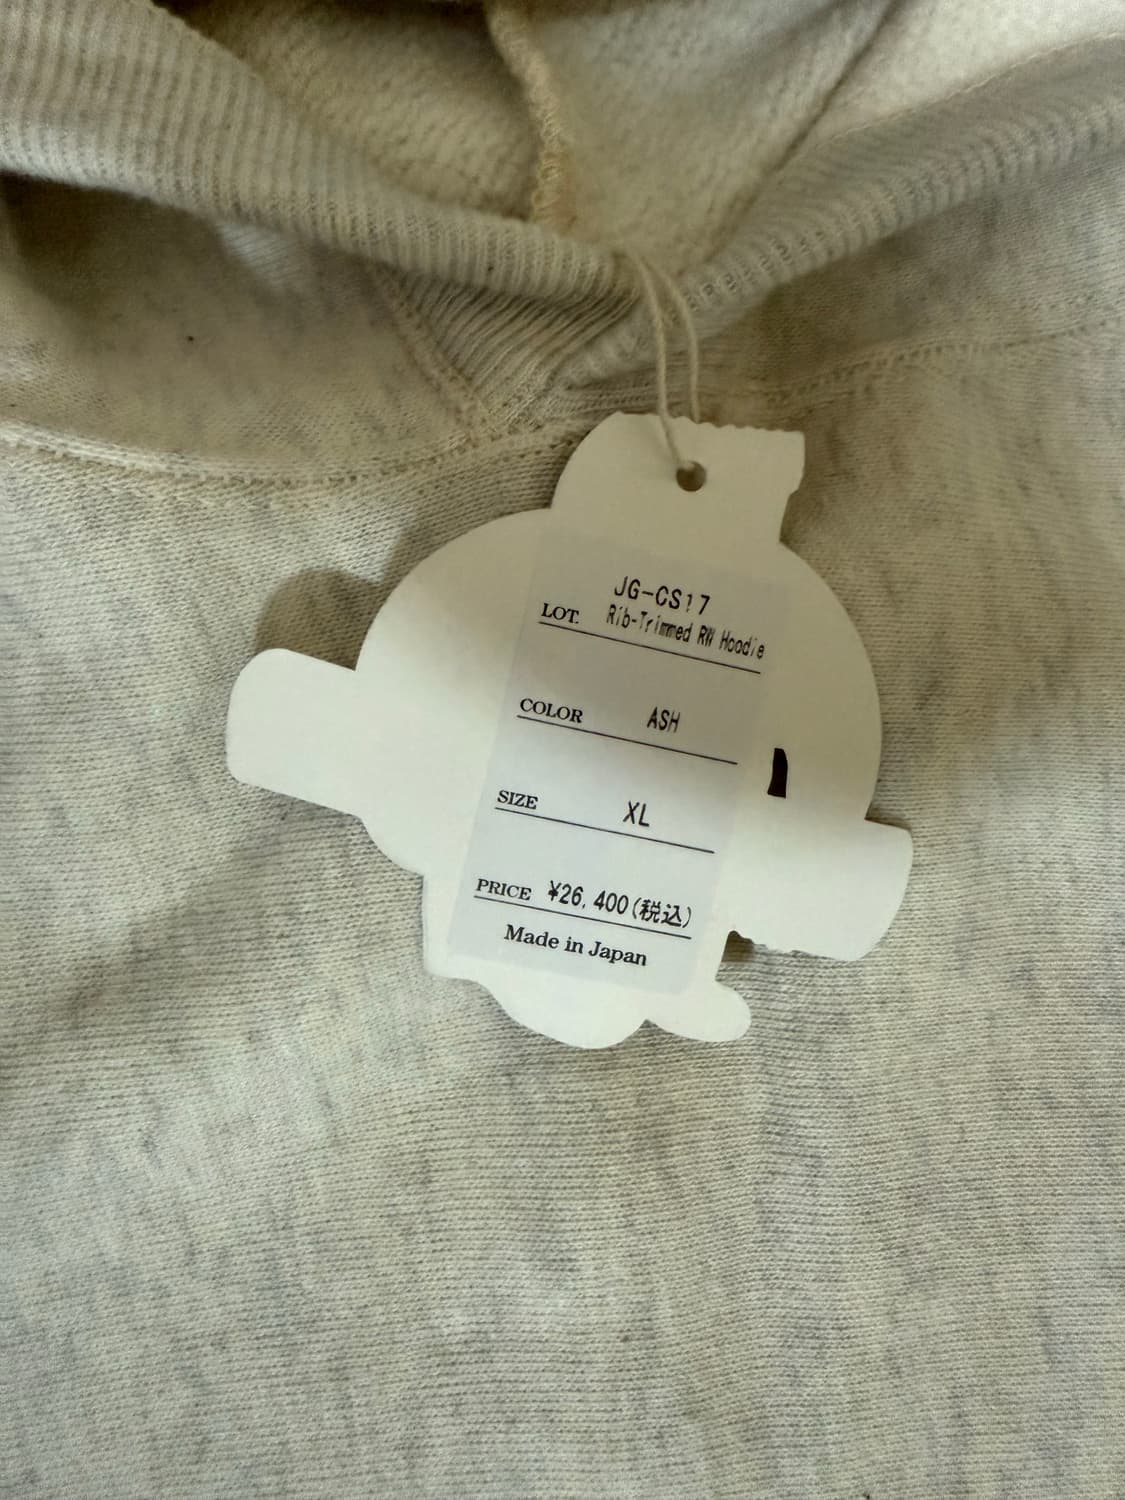 JG-CS17
LOT. Rib-Trimmed RW Hoodie
COLOR ASH
SIZE XL
PRICE ¥26,400(税込)
Made in Japan